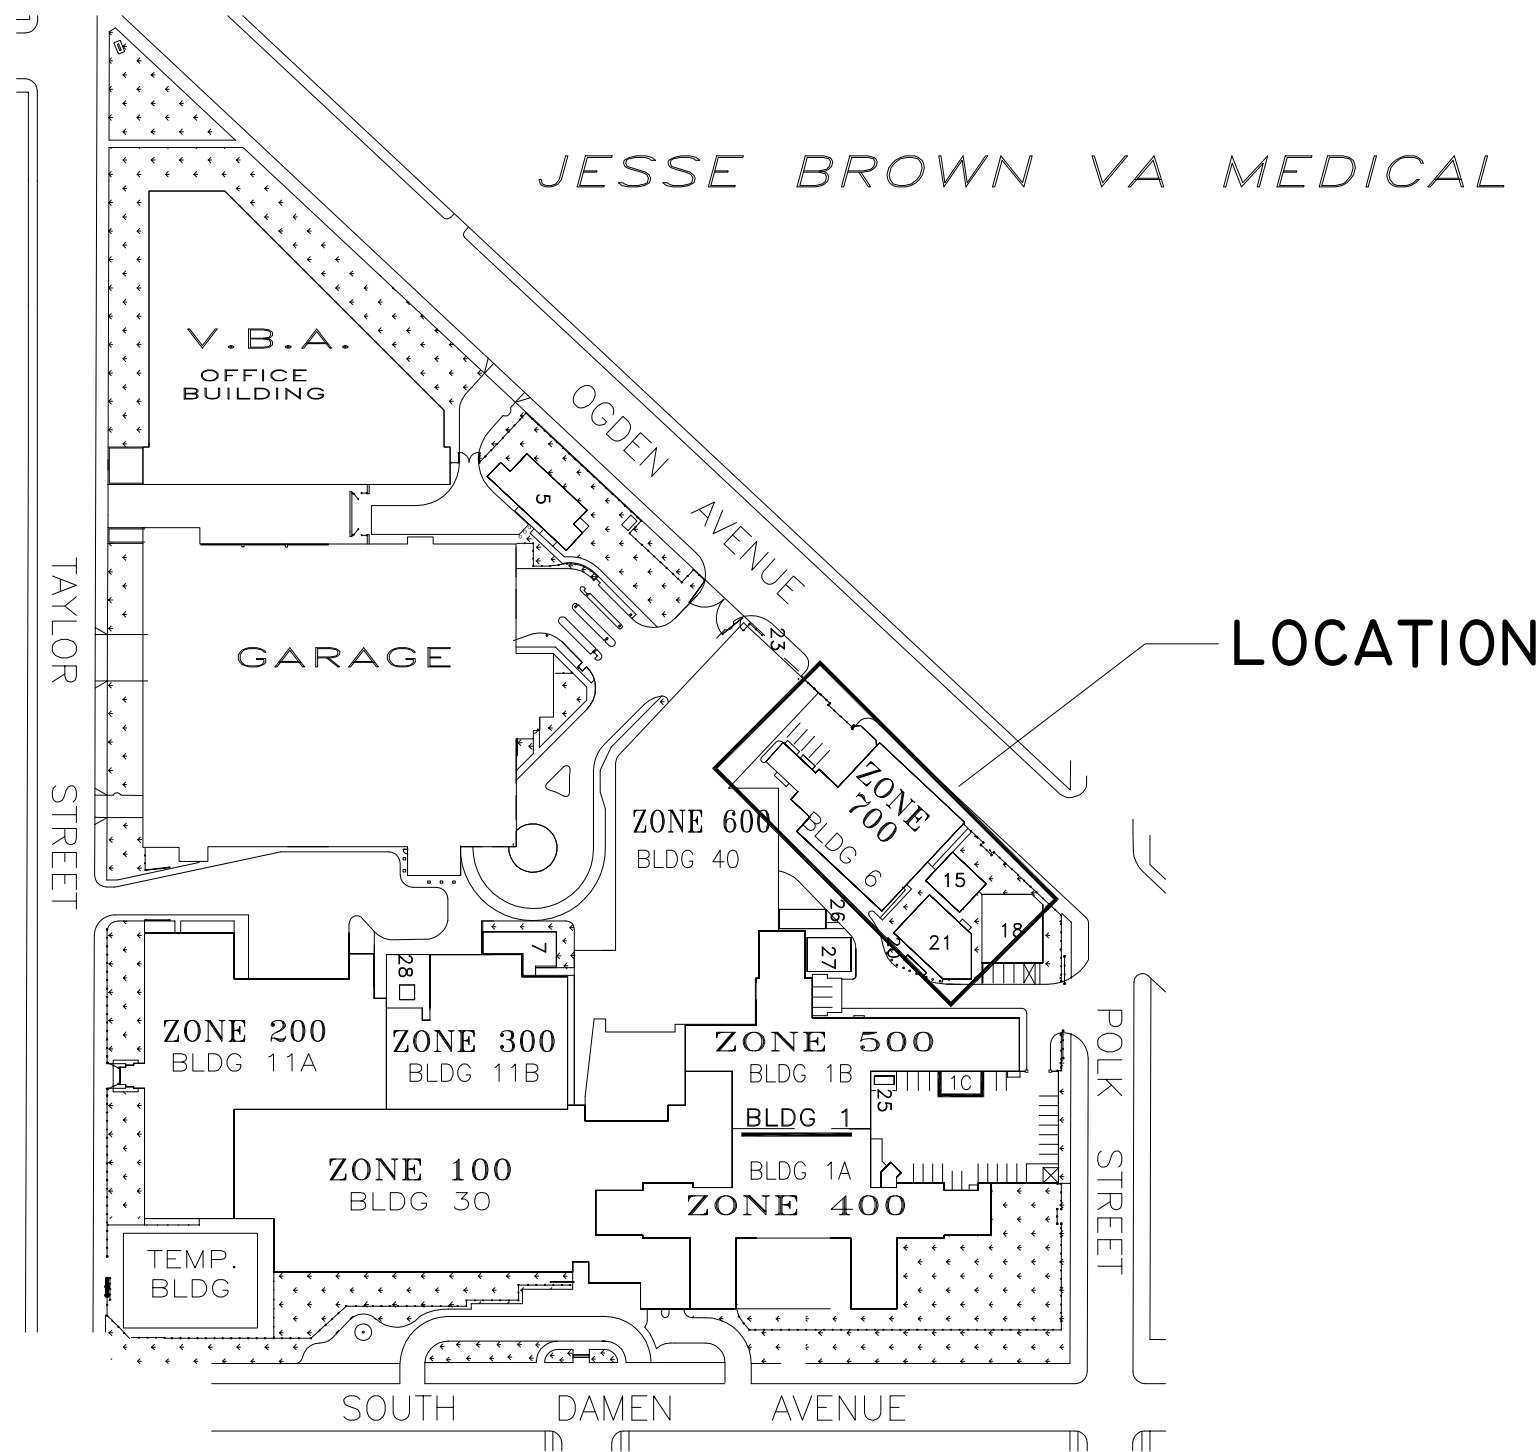 JESSE BROWN VA MEDICAL
V.B.A.
OFFICE
BUILDING
OGDEN AVENUE
5
TAYLOR STREET
GARAGE
23
LOCATION
ZONE
700
BLDG 6
ZONE 600
BLDG 40
15
18
21
26
27
7
28
ZONE 200
BLDG 11A
ZONE 300
BLDG 11B
ZONE 500
BLDG 1B
1C
25
BLDG 1
POLK STREET
ZONE 100
BLDG 30
BLDG 1A
ZONE 400
TEMP.
BLDG
SOUTH DAMEN AVENUE